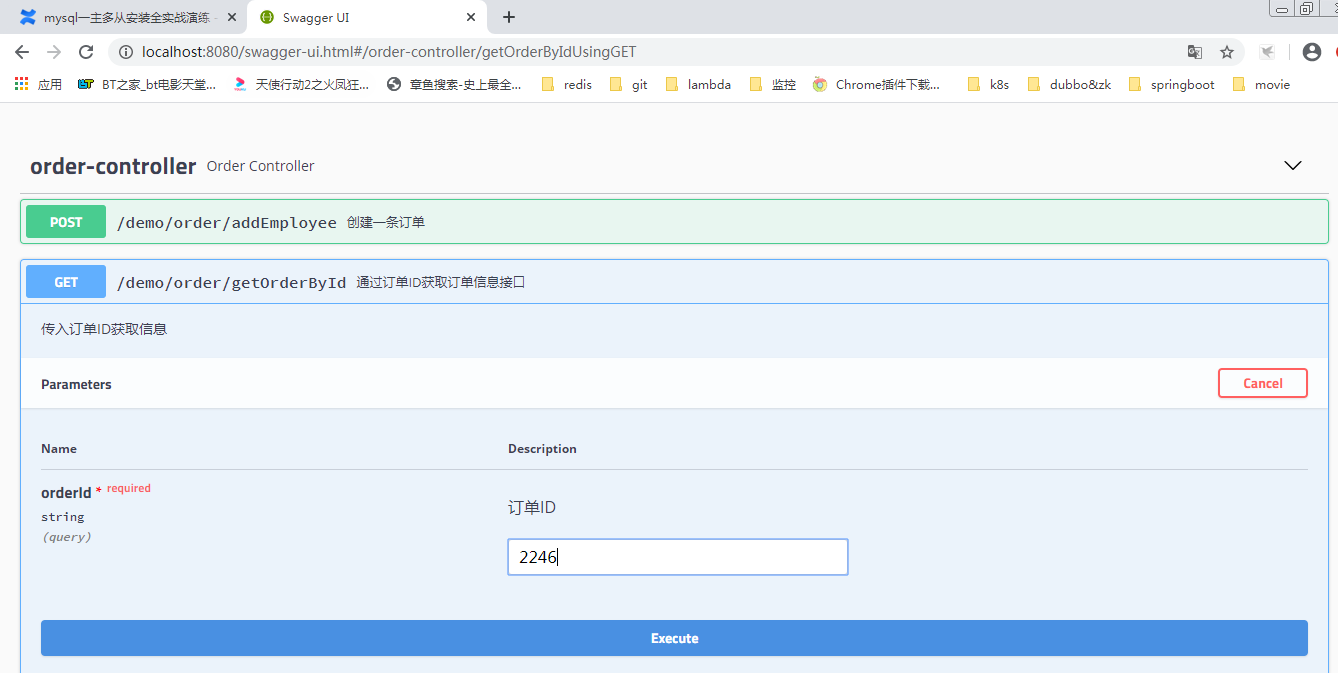 mysql一主多从安装全实战演练
Swagger UI
localhost:8080/swagger-ui.html#/order-controller/getOrderByIdUsingGET
应用 BT之家_bt电影天堂... 天使行动2之火凤狂... 章鱼搜索-史上最全... redis git lambda 监控 Chrome插件下载... k8s dubbo&zk springboot movie
order-controller Order Controller
POST /demo/order/addEmployee 创建一条订单
GET /demo/order/getOrderById 通过订单ID获取订单信息接口
传入订单ID获取信息
Parameters Cancel
Name Description
orderId * required
string
(query)
订单ID
2246
Execute